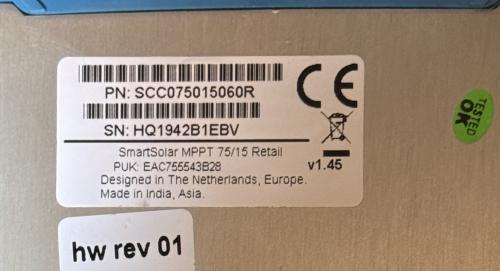 PN: SCC075015060R
CE
SN: HQ1942B1EBV
SmartSolar MPPT 75/15 Retail
v1.45
PUK: EAC755543B28
Designed in The Netherlands, Europe.
Made in India, Asia.
hw rev 01
TESTED
OK